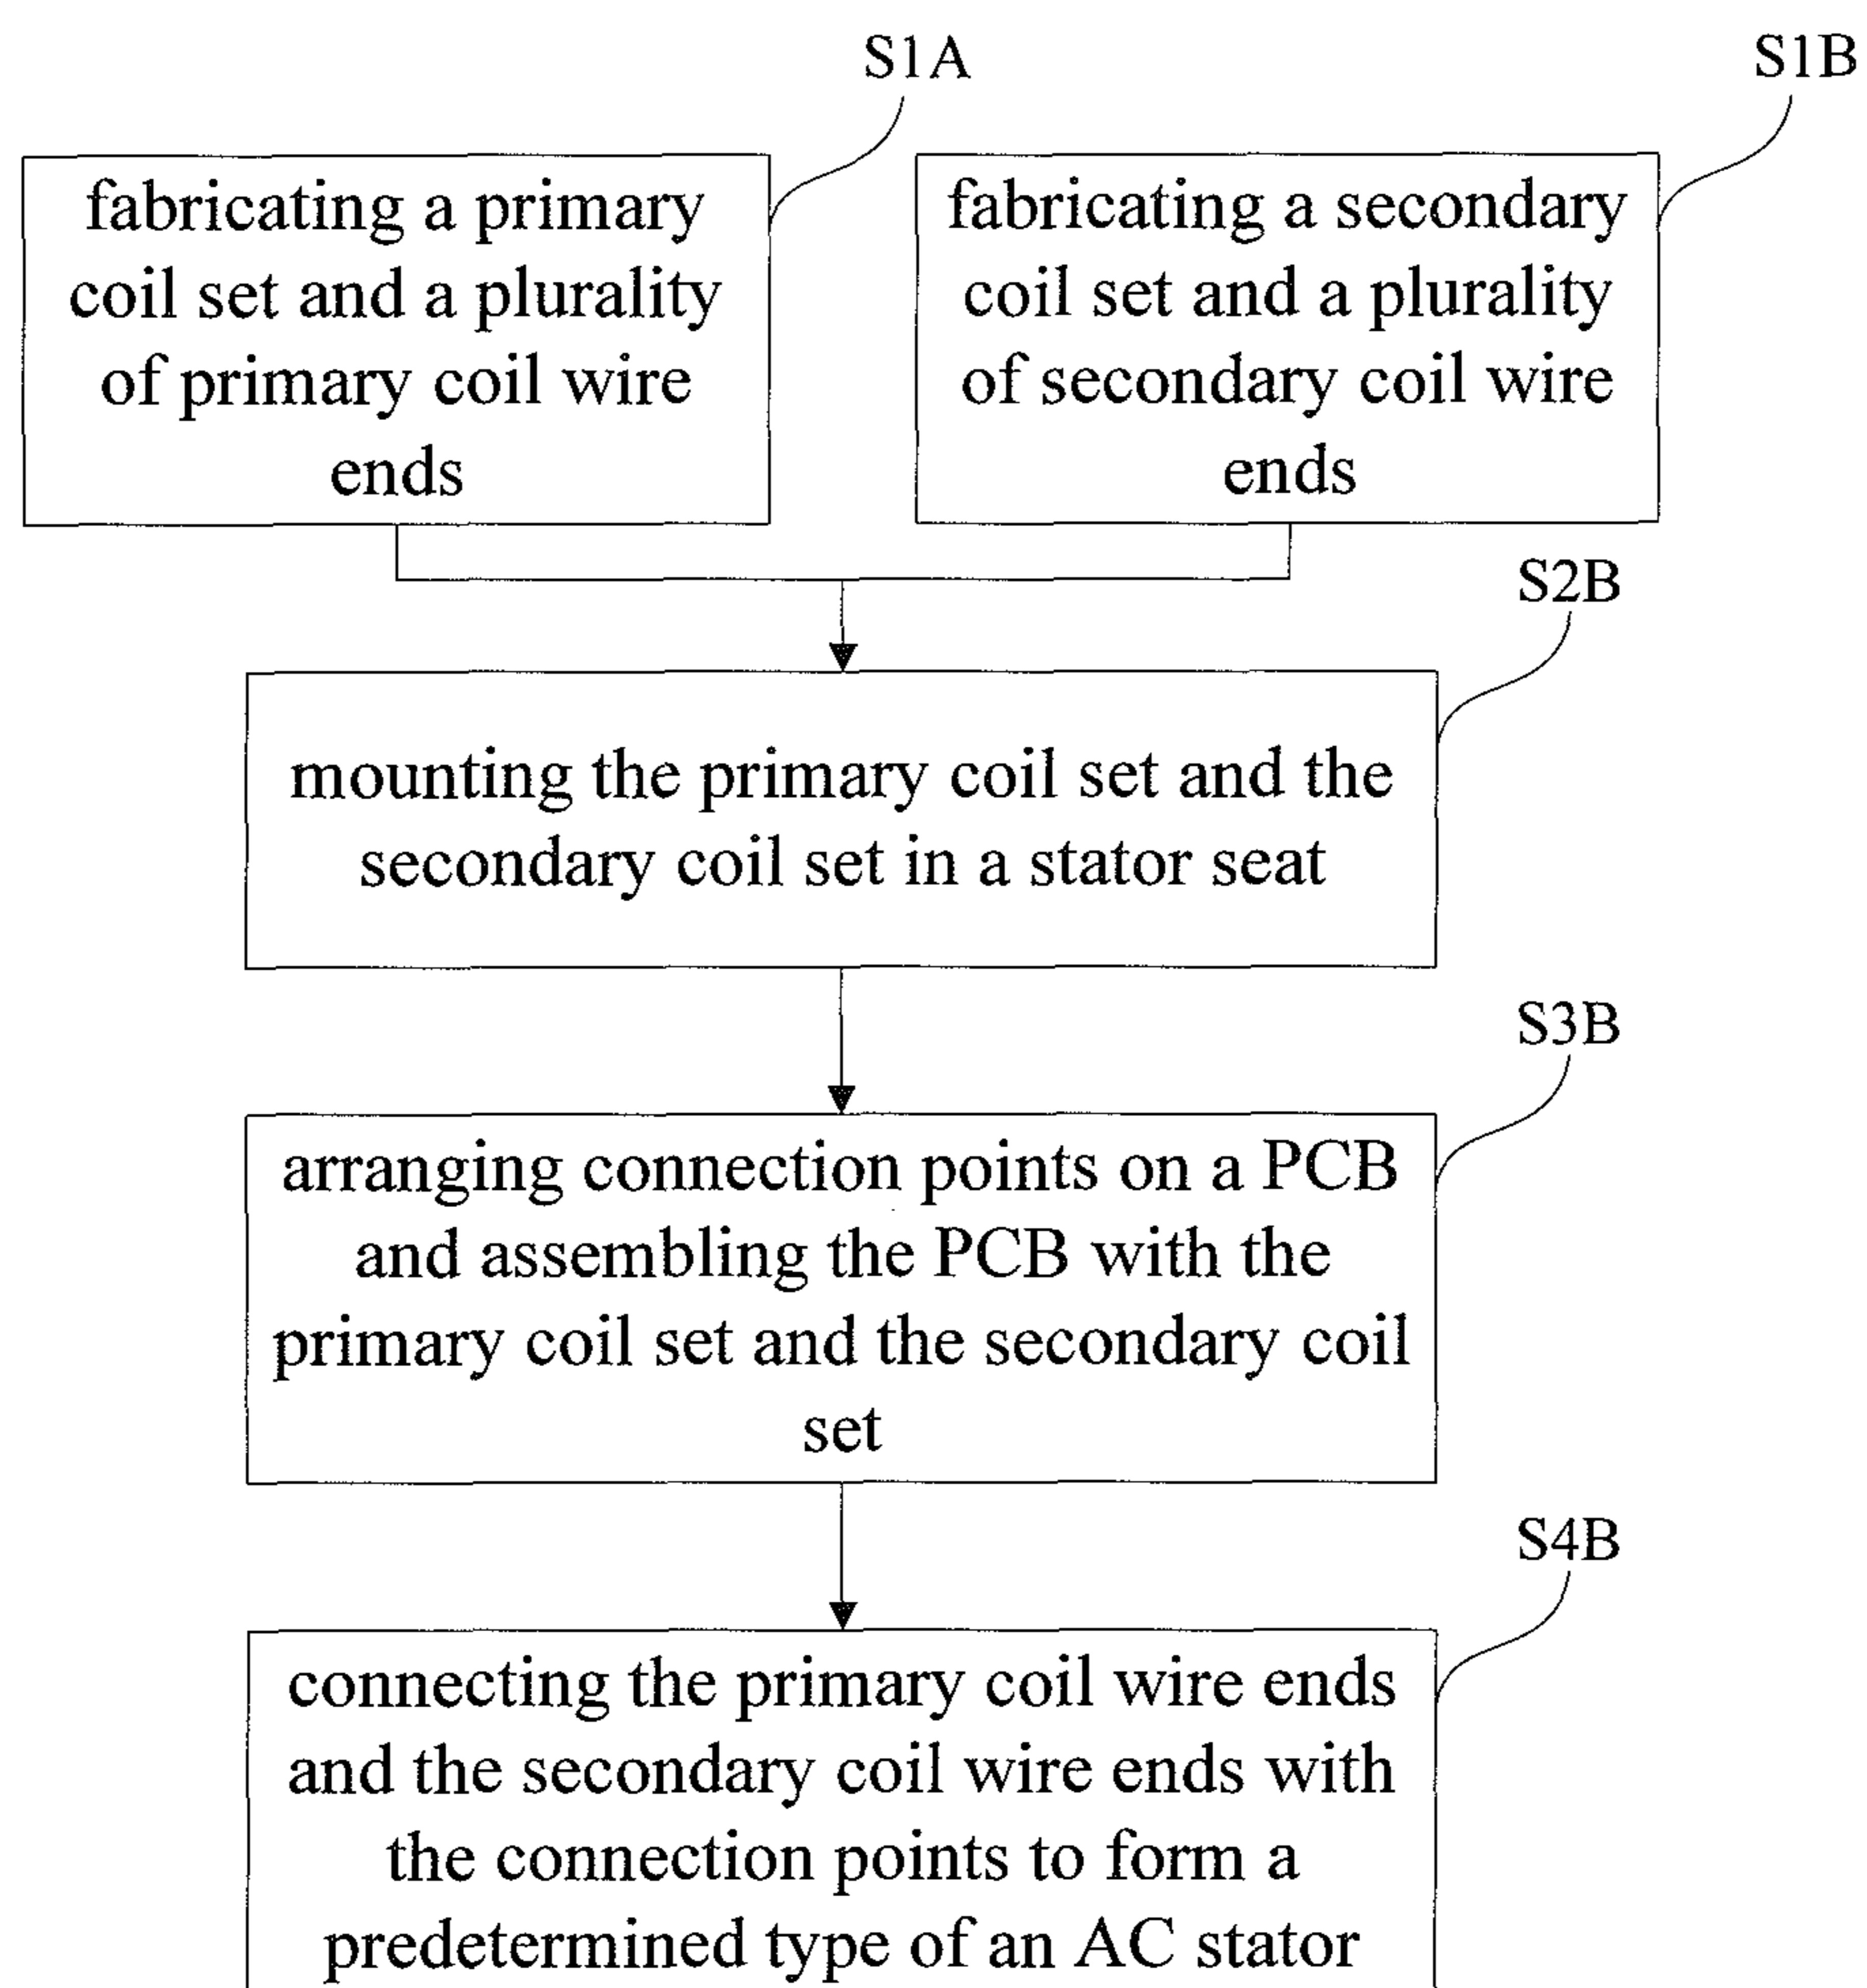 S1A
S1B
fabricating a primary
coil set and a plurality
of primary coil wire
ends
fabricating a secondary
coil set and a plurality
of secondary coil wire
ends
S2B
mounting the primary coil set and the
secondary coil set in a stator seat
S3B
arranging connection points on a PCB
and assembling the PCB with the
primary coil set and the secondary coil
set
S4B
connecting the primary coil wire ends
and the secondary coil wire ends with
the connection points to form a
predetermined type of an AC stator